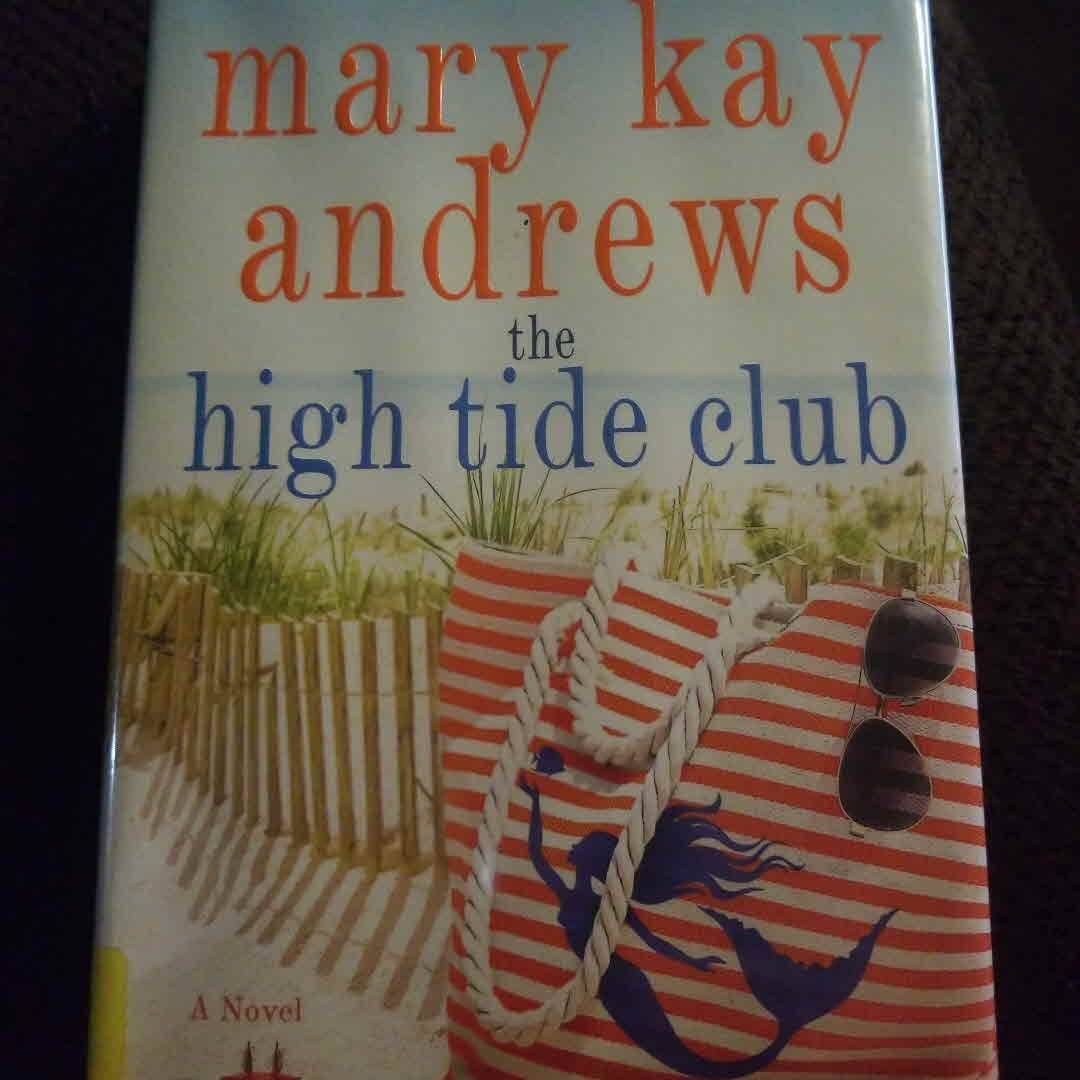 mary kay
andrews
the
high tide club
A Novel